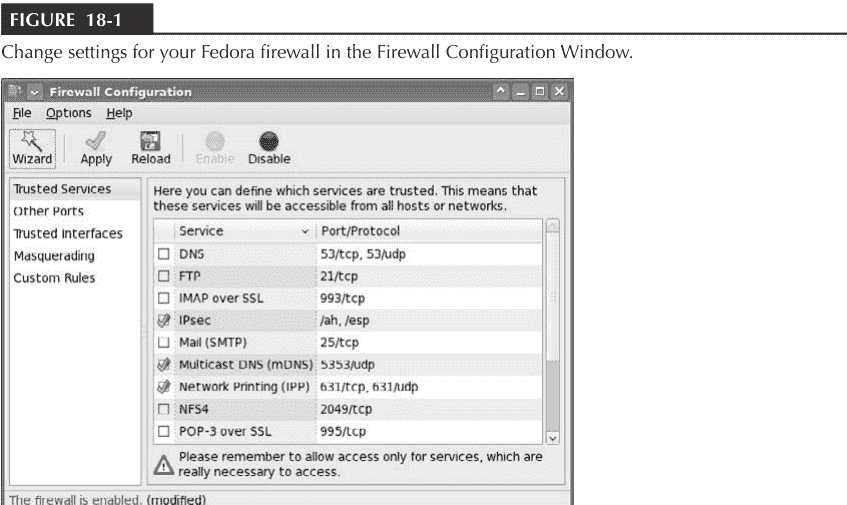 FIGURE 18-1
Change settings for your Fedora firewall in the Firewall Configuration Window.
Firewall Configuration
File Options Help
Wizard Apply Reload Enable Disable
Trusted Services
Other Ports
Trusted Interfaces
Masquerading
Custom Rules
Here you can define which services are trusted. This means that
these services will be accessible from all hosts or networks.
Service Port/Protocol
DNS 53/tcp, 53/udp
FTP 21/tcp
IMAP over SSL 993/tcp
IPsec /ah, /esp
Mail (SMTP) 25/tcp
Multicast DNS (mDNS) 5353/udp
Network Printing (IPP) 631/tcp, 631/udp
NFS4 2049/tcp
POP-3 over SSL 995/tcp
Please remember to allow access only for services, which are
really necessary to access.
The firewall is enabled. (modified)